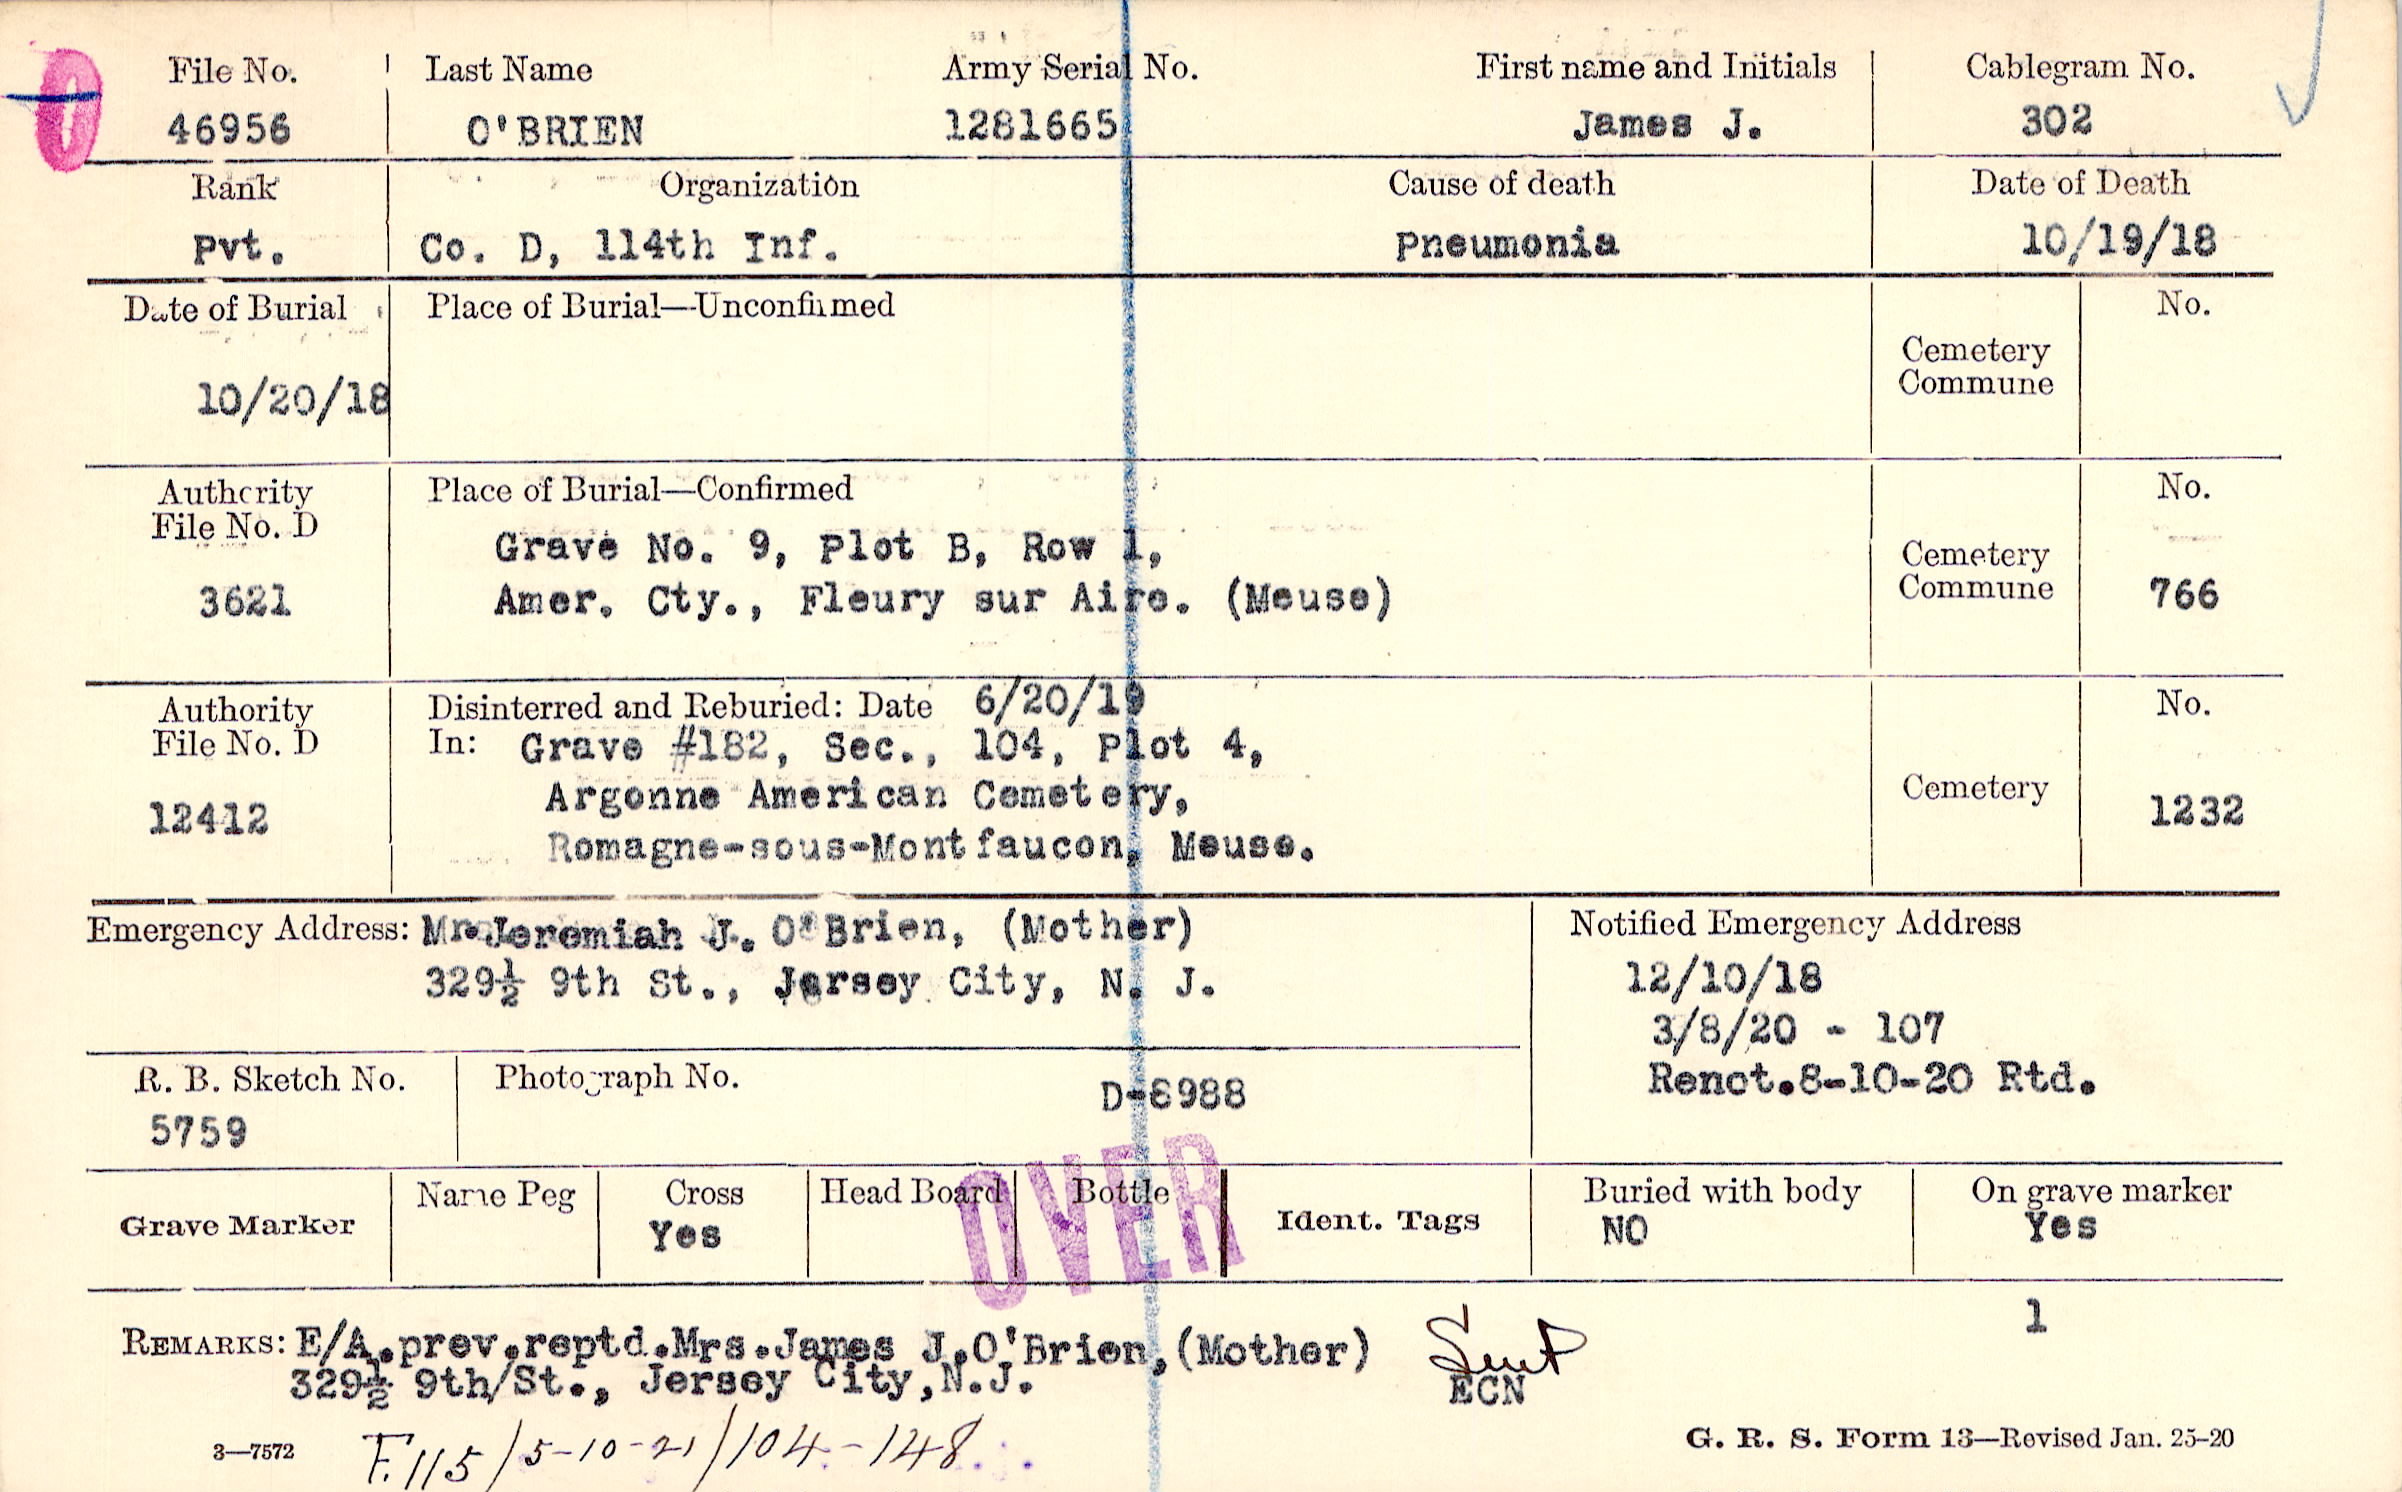 File No. Last Name Army Serial No. First name and Initials Cablegram No.
46956 O'BRIEN 1281665 James J. 302
Rank Organization Cause of death Date of Death
Pvt. Co. D, 114th Inf. Pneumonia 10/19/18
Date of Burial Place of Burial—Unconfirmed No.
Cemetery
Commune
10/20/18
Authority Place of Burial—Confirmed No.
File No. D
Grave No. 9, Plot B, Row 1, Cemetery
3621 Amer. Cty., Fleury sur Aire. (Meuse) Commune 766
Authority Disinterred and Reburied: Date 6/20/19 No.
File No. D In: Grave #182, Sec., 104, Plot 4,
12412 Argonne American Cemetery, Cemetery 1232
Romagne-sous-Montfaucon, Meuse.
Emergency Address: Mr. Jeremiah J. O'Brien, (Mother) Notified Emergency Address
329½ 9th St., Jersey City, N. J. 12/10/18
3/8/20 - 107
R. B. Sketch No. Photograph No. D-8988 Renot.8-10-20 Rtd.
5759
OVER
Grave Marker Name Peg Cross Head Board Bottle Ident. Tags Buried with body On grave marker
Yes NO Yes
1
REMARKS: E/A.prev.reptd.Mrs.James J.O'Brien,(Mother) Sent
329½ 9th/St., Jersey City,N.J. ECN
3—7572 F.115/5-10-21/104-148. G. R. S. Form 13—Revised Jan. 25-20